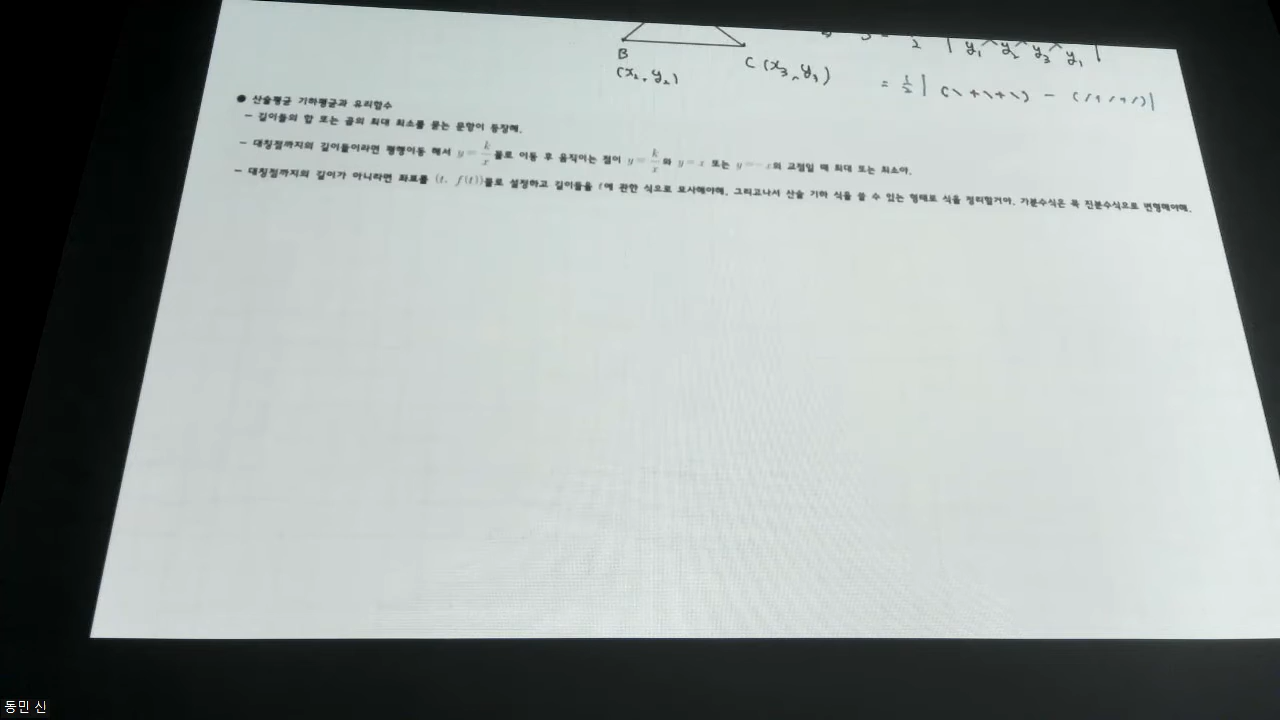 B
(x₂, y₂)
C (x₃, y₃)
2 | y₁ y₂ y₃ y₁ |
= 1/2 | (\+\+\) - (/+/+/) |
● 산술평균 기하평균과 유리함수
- 길이들의 합 또는 곱의 최대 최소를 묻는 문항이 등장해.
- 대칭점까지의 길이들이라면 평행이동 해서 y = k/x 꼴로 이동 후 움직이는 점이 y = k/x 와 y = x 또는 y = -x 의 교점일 때 최대 또는 최소야.
- 대칭점까지의 길이가 아니라면 좌표를 (t, f(t)) 꼴로 설정하고 길이들을 t에 관한 식으로 묘사해야해. 그리고나서 산술 기하 식을 쓸 수 있는 형태로 식을 정리할거야. 가분수식은 꼭 진분수식으로 변형해야해.
동민 신